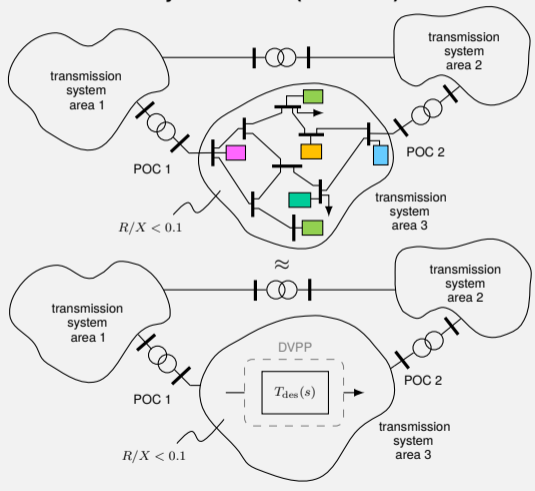 transmission
system
area 1
transmission
system
area 2
POC 1
POC 2
transmission
system
area 3
R/X < 0.1
≈
transmission
system
area 1
transmission
system
area 2
DVPP
T_des(s)
POC 1
POC 2
transmission
system
area 3
R/X < 0.1